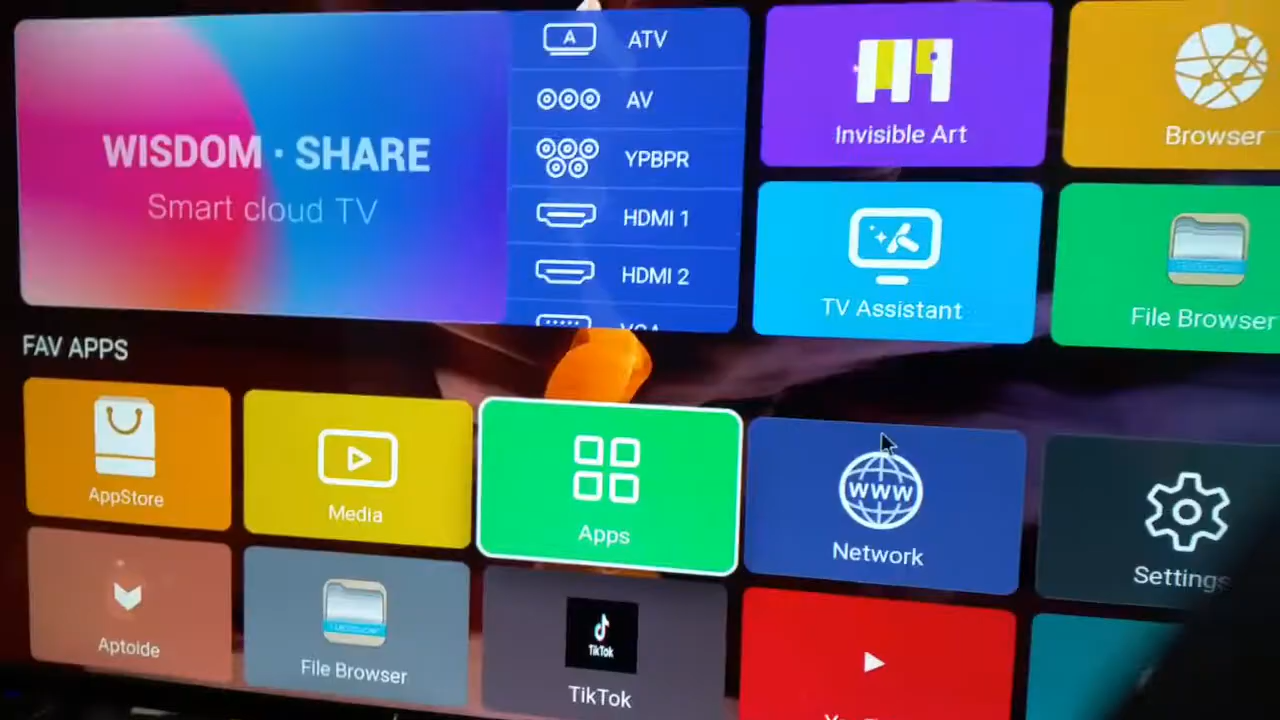 WISDOM · SHARE
Smart cloud TV
ATV
AV
YPBPR
HDMI 1
HDMI 2
Invisible Art
Browser
TV Assistant
File Browser
FAV APPS
AppStore
Media
Apps
WWW
Network
Settings
Aptoide
File Browser
TikTok
TikTok